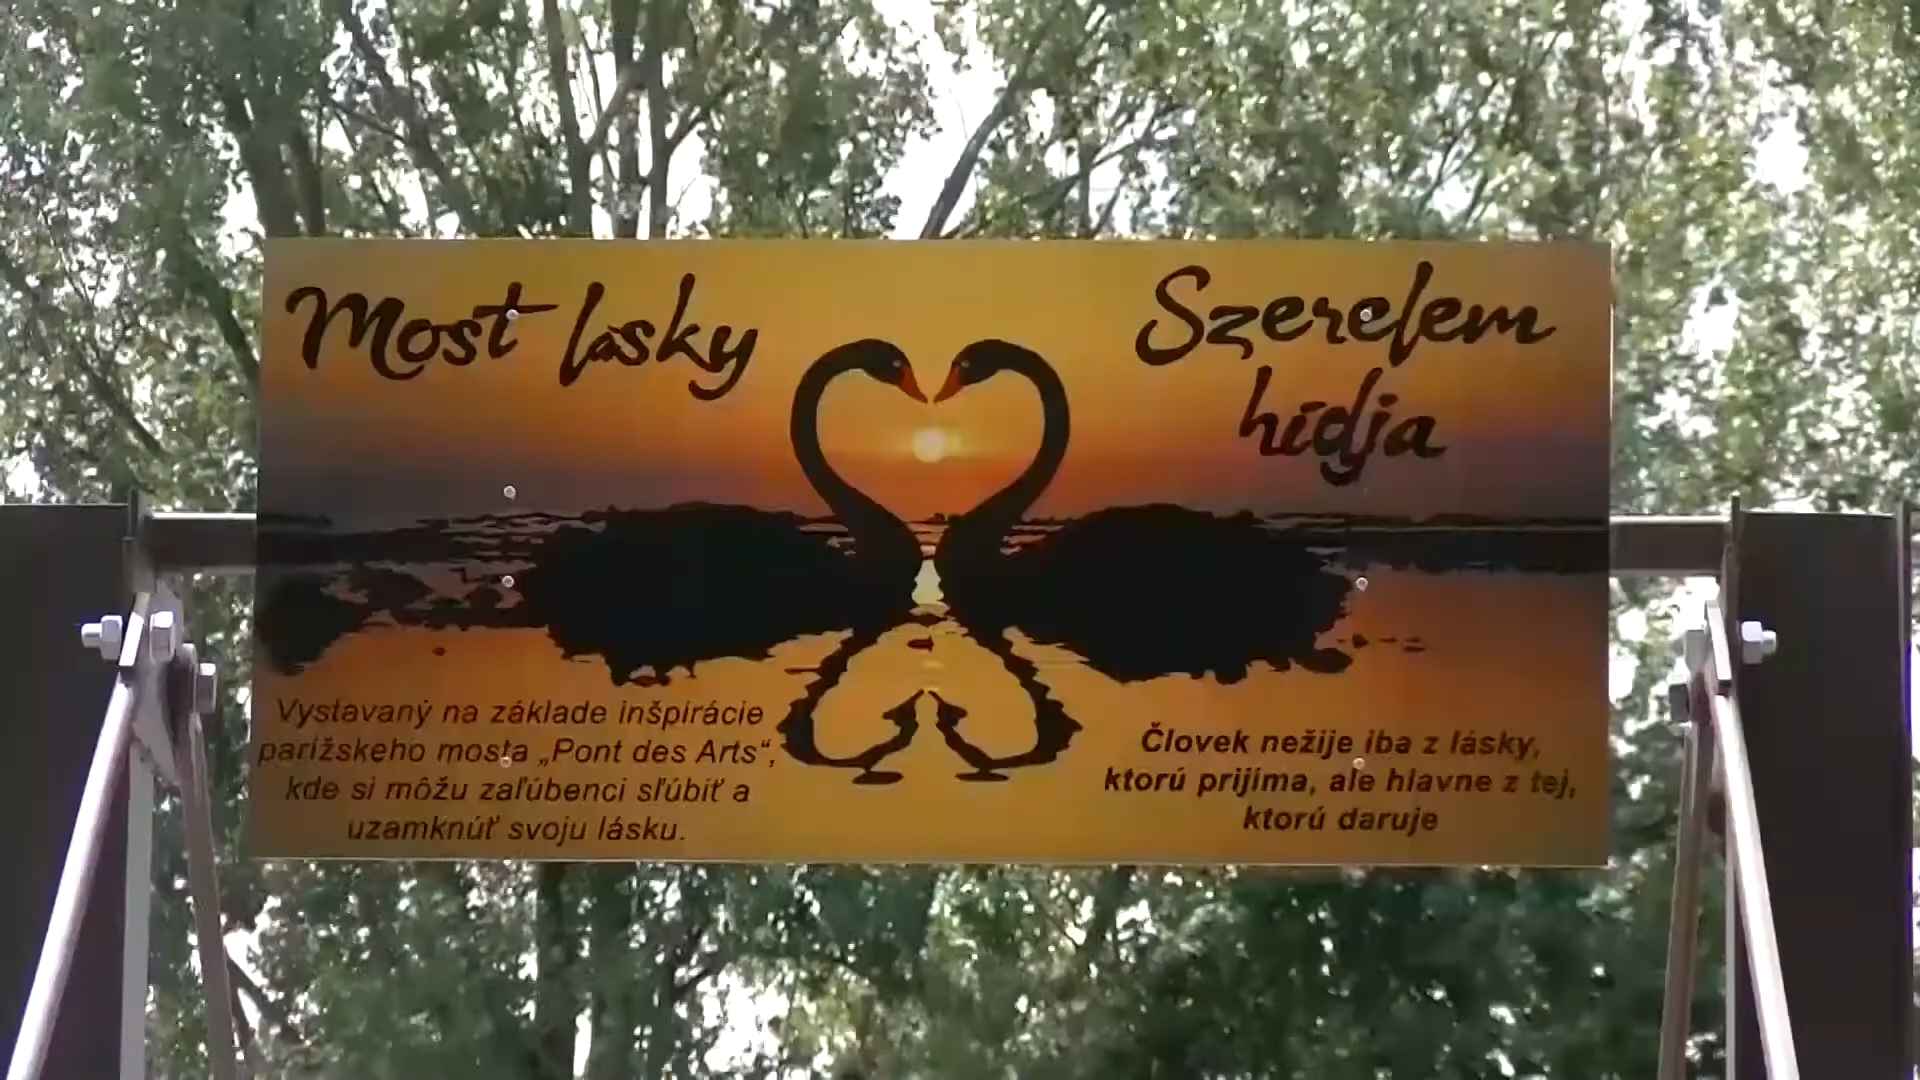 Most lásky
Szerelem
hídja
Vystavaný na základe inšpirácie
parížskeho mosta „Pont des Arts“,
kde si môžu zaľúbenci sľúbiť a
uzamknúť svoju lásku.
Človek nežije iba z lásky,
ktorú prijíma, ale hlavne z tej,
ktorú daruje